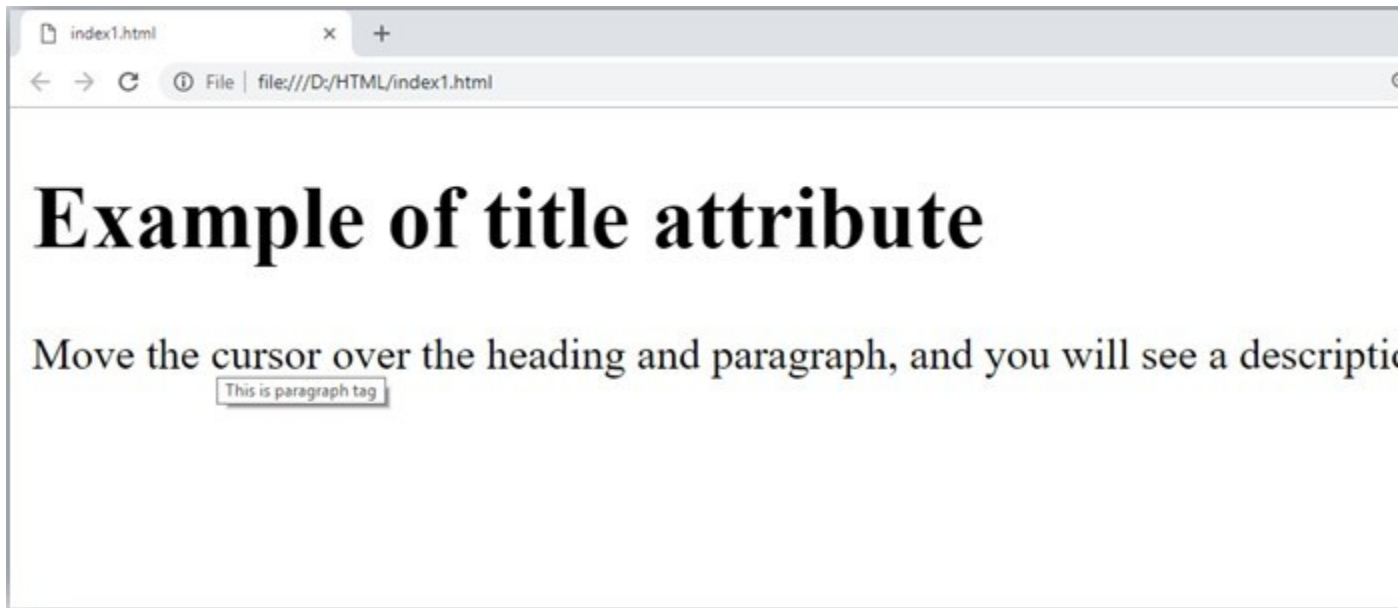 index1.html
File file:///D:/HTML/index1.html
Example of title attribute
Move the cursor over the heading and paragraph, and you will see a
This is paragraph tag